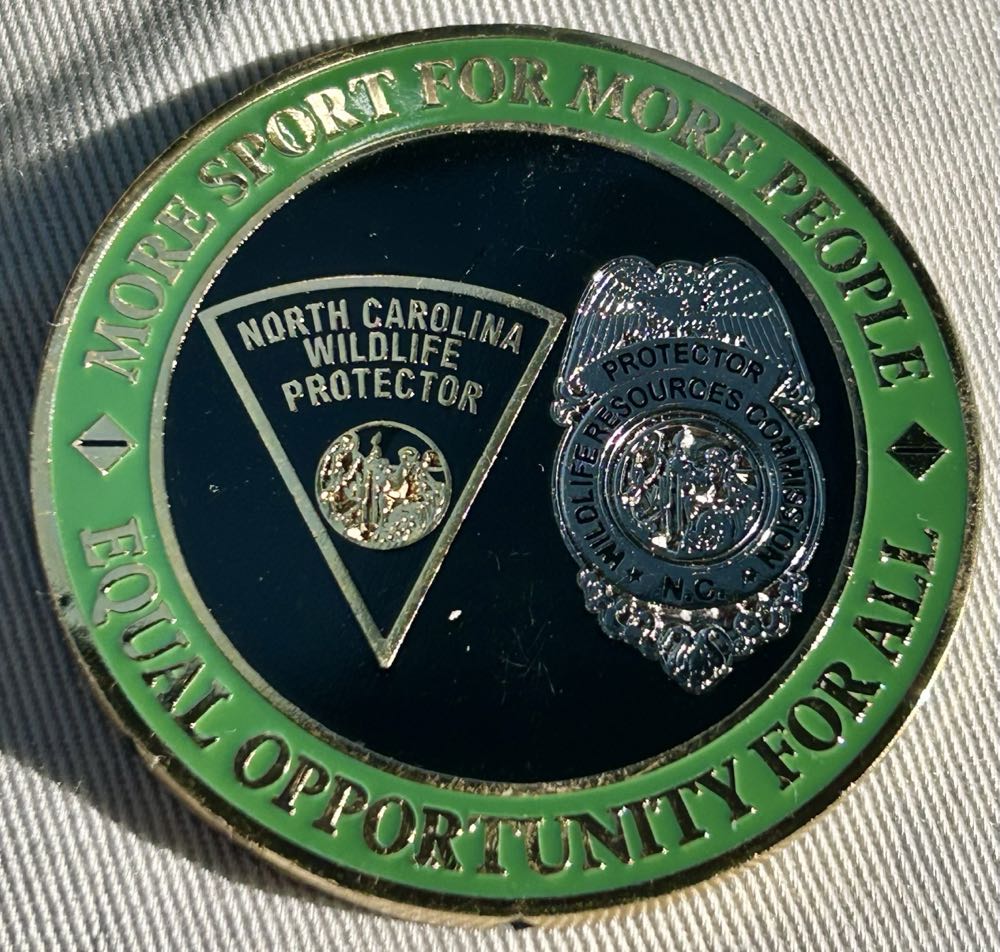 MORE SPORT FOR MORE PEOPLE
NORTH CAROLINA
WILDLIFE
PROTECTOR
PROTECTOR
WILDLIFE RESOURCES COMMISSION
N.C.
EQUAL OPPORTUNITY FOR ALL